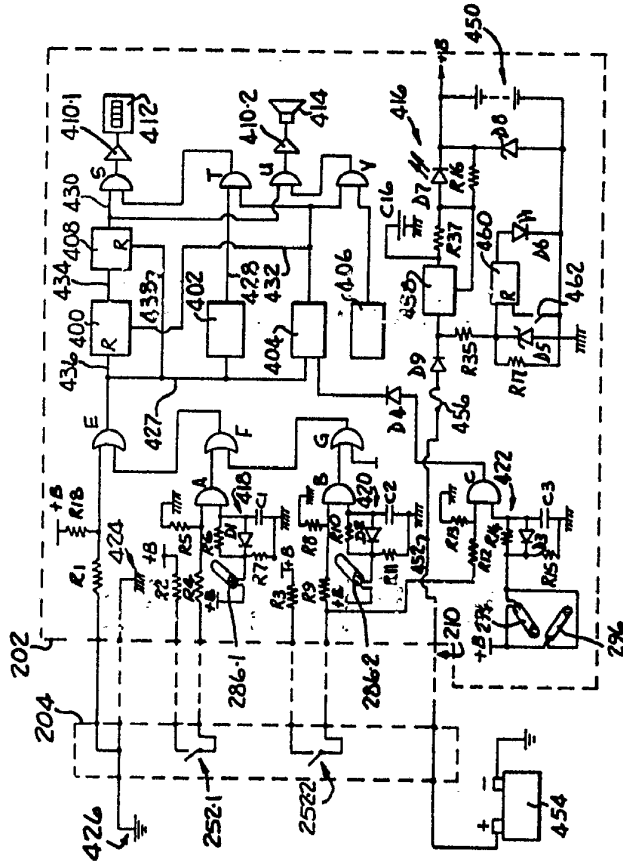 202
204
424
+B
R18
R1
426
E
436
400
R
434
408
R
430
S
410·1
412
438
+B
R2
R5
R4
A
F
427
402
428
T
U
410·2
414
418
R6
D1
C1
R7
+B
286·1
252·1
432
404
406
Y
R3
+B
R8
R9
B
G
420
R10
D2
C2
R11
452
+B
286·2
252·2
D4
D9
456
458
C16
R37
D7
416
+B
R16
450
D8
R35
460
R
D6
R17
D5
462
210
R13
R12
C
422
R14
D3
C3
R15
+B
294
296
+
−
454